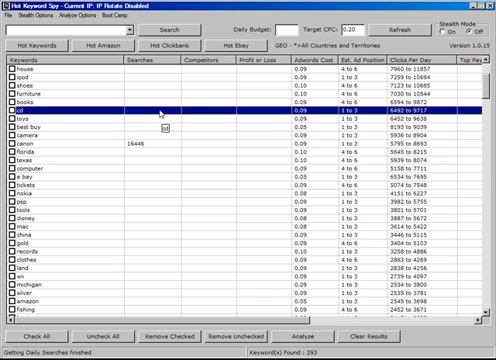 Hot Keyword Spy - Current IP: IP Rotate Disabled
File Stealth Options Analyze Options Boot Camp
Search Daily Budget: Target CPC: 0.20 Refresh Stealth Mode On Off
Hot Keywords Hot Amazon Hot Clickbank Hot Ebay GEO - *>All Countries and Territories Version 1.0.15
Keywords Searches Competitors Profit or Loss Adwords Cost Est. Ad Position Clicks Per Day Top Pay
house 0.09 4 to 6 7960 to 11857
ipod 0.09 1 to 3 7259 to 10694
shoes 0.10 4 to 6 7123 to 10685
furniture 0.10 4 to 6 7030 to 10544
books 0.09 4 to 6 6594 to 9872
cd 0.09 1 to 3 6492 to 9717
toys 0.09 1 to 3 6452 to 9638
best buy cd 0.05 1 to 3 8193 to 9039
camera 0.09 1 to 3 5936 to 8904
canon 16446 0.09 1 to 3 5795 to 8693
florida 0.10 4 to 6 5645 to 8215
texas 0.10 4 to 6 5939 to 8074
computer 0.09 4 to 6 5158 to 7711
e bay 0.09 1 to 3 6534 to 7695
tickets 0.09 4 to 6 5074 to 7548
nokia 0.08 1 to 3 4151 to 6227
psp 0.09 1 to 3 3982 to 5975
tools 0.09 1 to 3 3801 to 5701
disney 0.08 1 to 3 3887 to 5672
mac 0.08 1 to 3 3614 to 5422
china 0.08 1 to 3 3446 to 5115
gold 0.09 4 to 6 3404 to 5103
records 0.10 1 to 3 3258 to 4886
clothes 0.09 4 to 6 2863 to 4269
land 0.09 1 to 3 2838 to 4256
wii 0.09 1 to 3 2739 to 4097
michigan 0.09 1 to 3 2534 to 3800
silver 0.09 1 to 3 2535 to 3781
amazon 0.05 1 to 3 2545 to 3698
fishing 0.09 4 to 6 2452 to 3671
Check All Uncheck All Remove Checked Remove Unchecked Analyze Clear Results
Getting Daily Searches finished Keyword(s) Found : 293